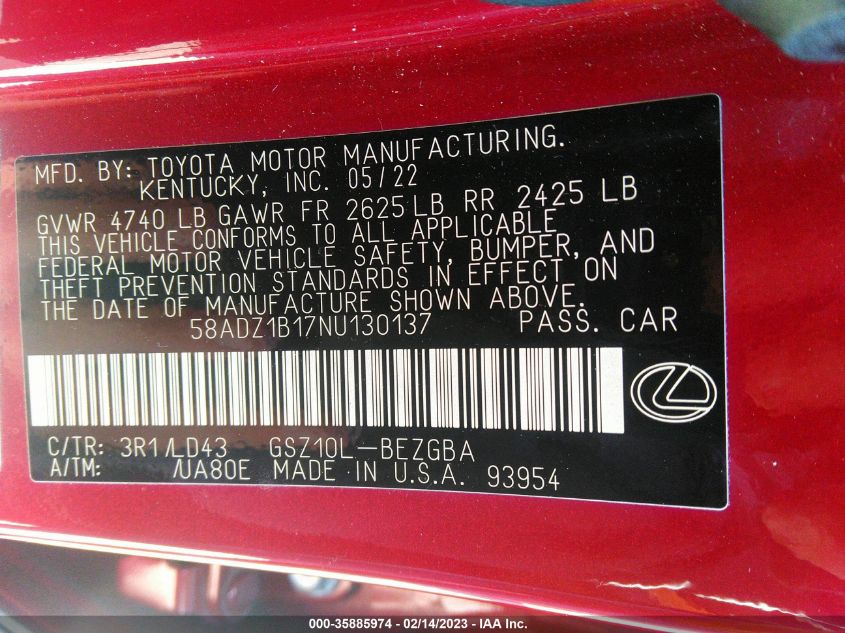 MFD. BY: TOYOTA MOTOR MANUFACTURING.
KENTUCKY, INC. 05/22
GVWR 4740 LB GAWR FR 2625 LB RR 2425 LB
THIS VEHICLE CONFORMS TO ALL APPLICABLE
FEDERAL MOTOR VEHICLE SAFETY, BUMPER, AND
THEFT PREVENTION STANDARDS IN EFFECT ON
THE DATE OF MANUFACTURE SHOWN ABOVE.
58ADZ1B17NU130137 PASS. CAR
C/TR: 3R1/LD43 GSZ10L-BEZGBA
A/TM: /UA80E MADE IN U.S.A. 93954
000-35885974 - 02/14/2023 - IAA Inc.